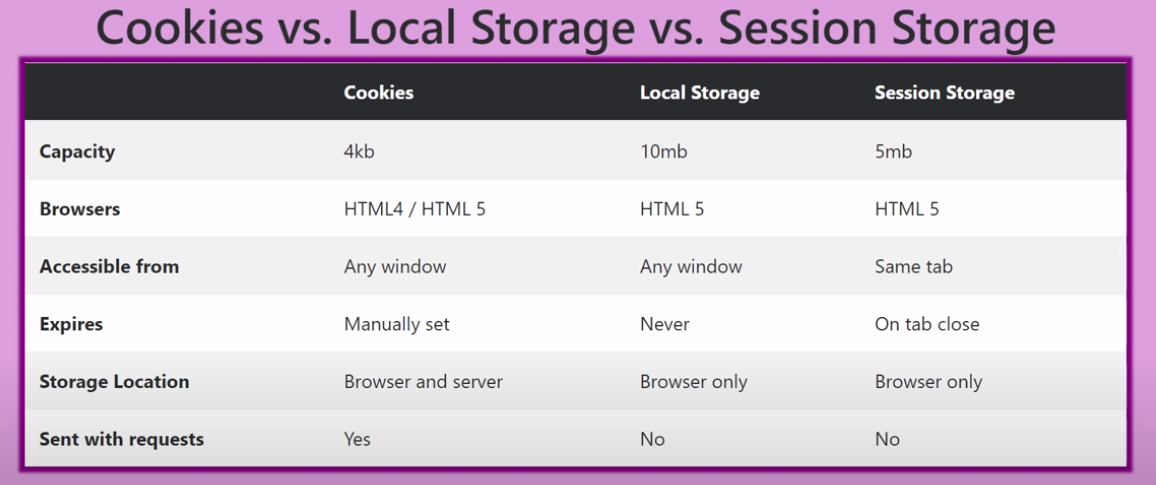 Cookies vs. Local Storage vs. Session Storage
Cookies Local Storage Session Storage
Capacity 4kb 10mb 5mb
Browsers HTML4 / HTML 5 HTML 5 HTML 5
Accessible from Any window Any window Same tab
Expires Manually set Never On tab close
Storage Location Browser and server Browser only Browser only
Sent with requests Yes No No